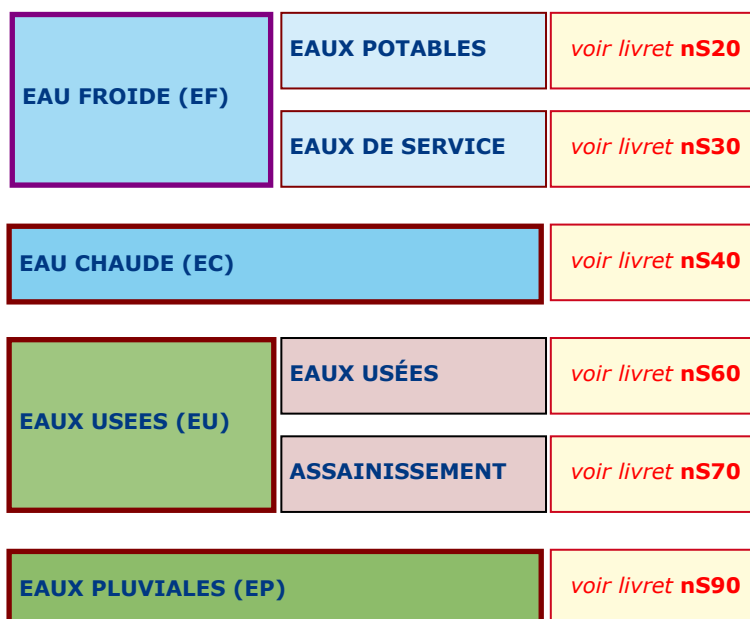 EAU FROIDE (EF)
EAUX POTABLES
voir livret nS20
EAUX DE SERVICE
voir livret nS30
EAU CHAUDE (EC)
voir livret nS40
EAUX USEES (EU)
EAUX USÉES
voir livret nS60
ASSAINISSEMENT
voir livret nS70
EAUX PLUVIALES (EP)
voir livret nS90